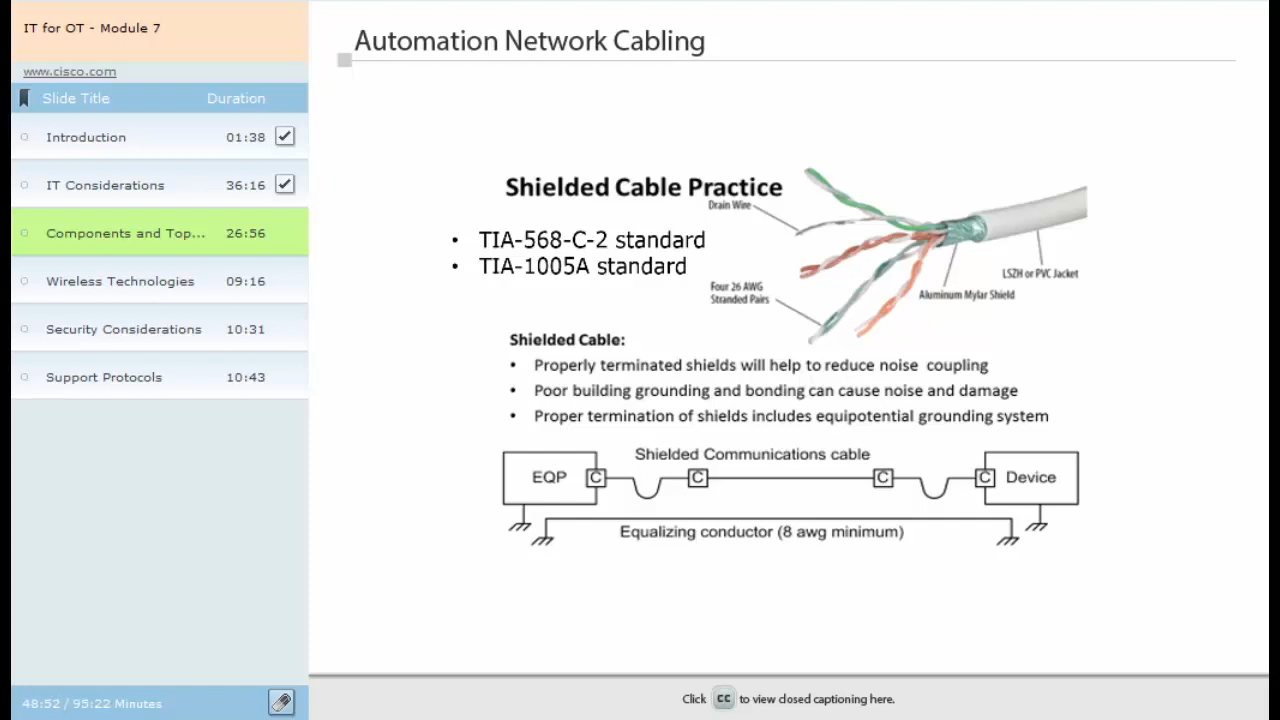 IT for OT - Module 7
www.cisco.com
Slide Title Duration
Introduction 01:38
IT Considerations 36:16
Components and Top... 26:56
Wireless Technologies 09:16
Security Considerations 10:31
Support Protocols 10:43
48:52 / 95:22 Minutes
Automation Network Cabling
Shielded Cable Practice
Drain Wire
• TIA-568-C-2 standard
• TIA-1005A standard
Four 26 AWG
Stranded Pairs
LSZH or PVC Jacket
Aluminum Mylar Shield
Shielded Cable:
• Properly terminated shields will help to reduce noise coupling
• Poor building grounding and bonding can cause noise and damage
• Proper termination of shields includes equipotential grounding system
Shielded Communications cable
EQP C C C C Device
Equalizing conductor (8 awg minimum)
Click CC to view closed captioning here.